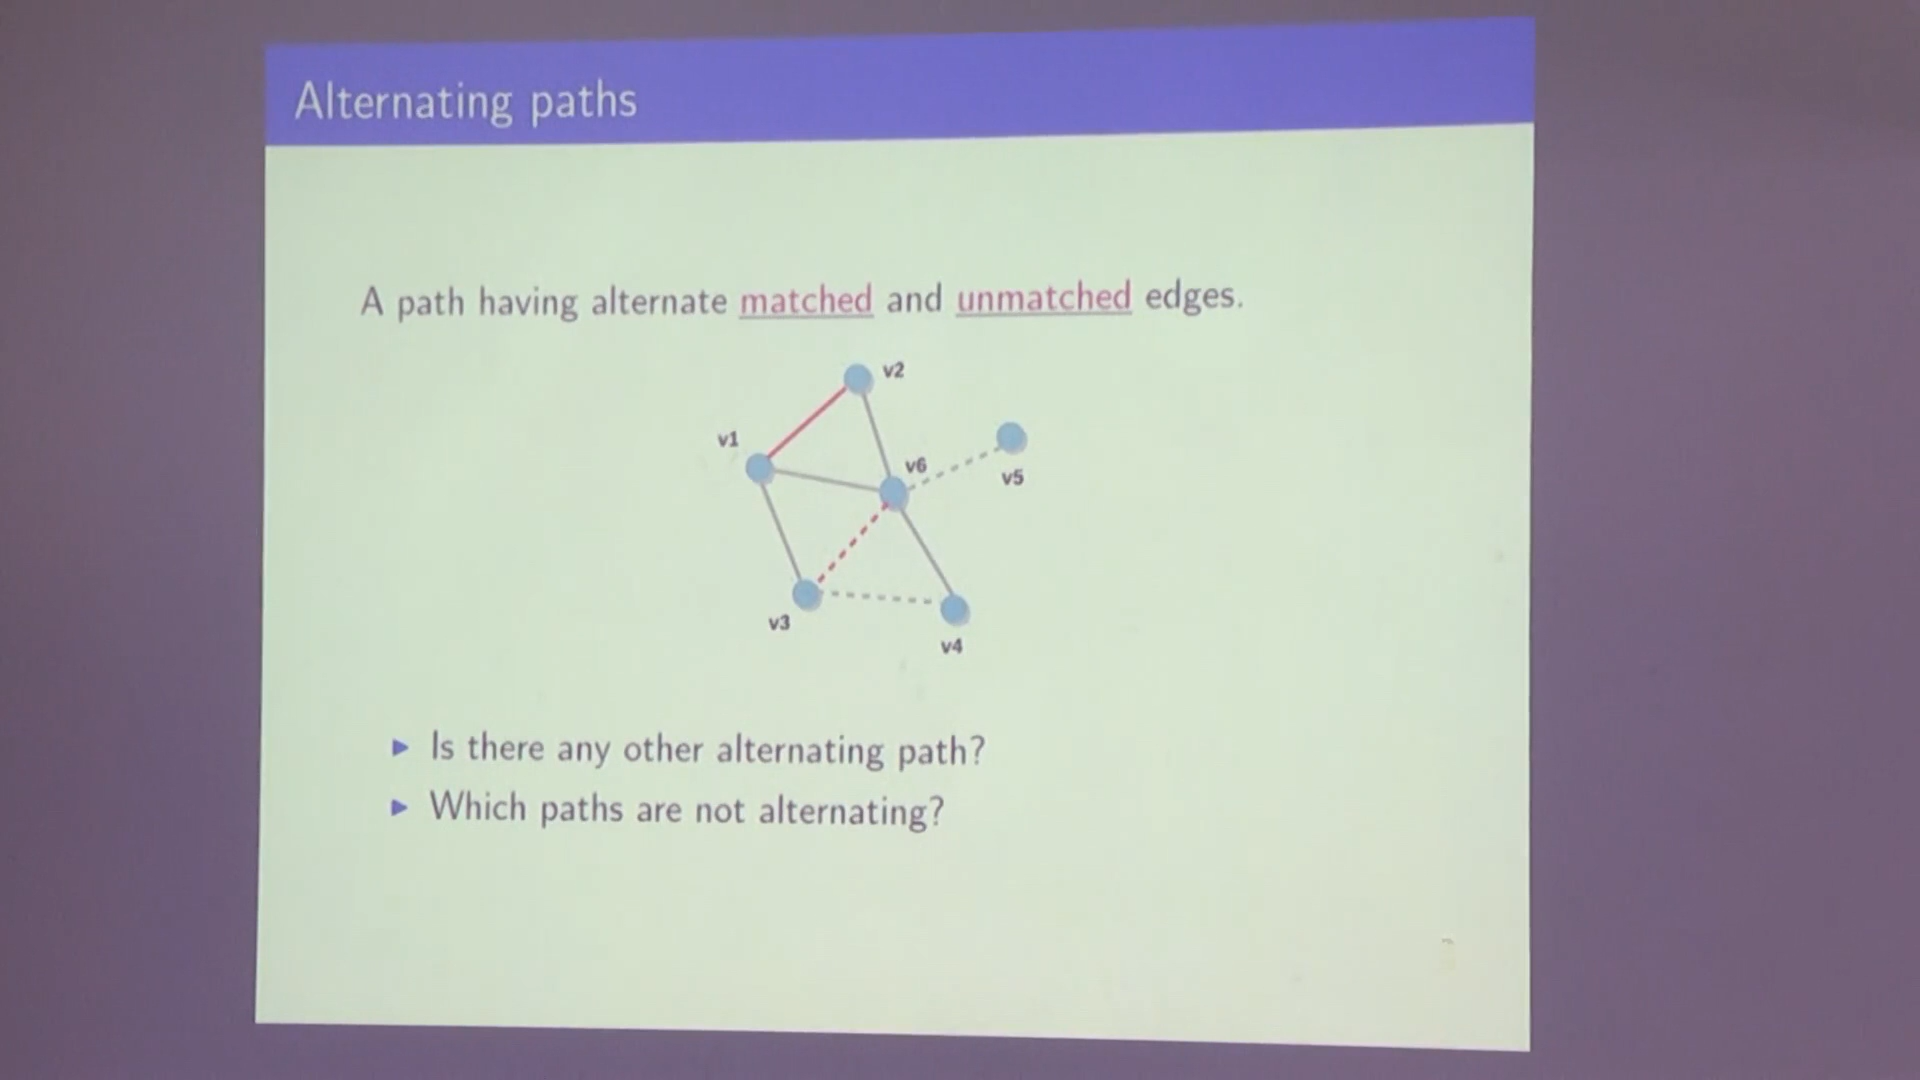 Alternating paths
A path having alternate matched and unmatched edges.
v2
v1
v6
v5
v3
v4
Is there any other alternating path?
Which paths are not alternating?